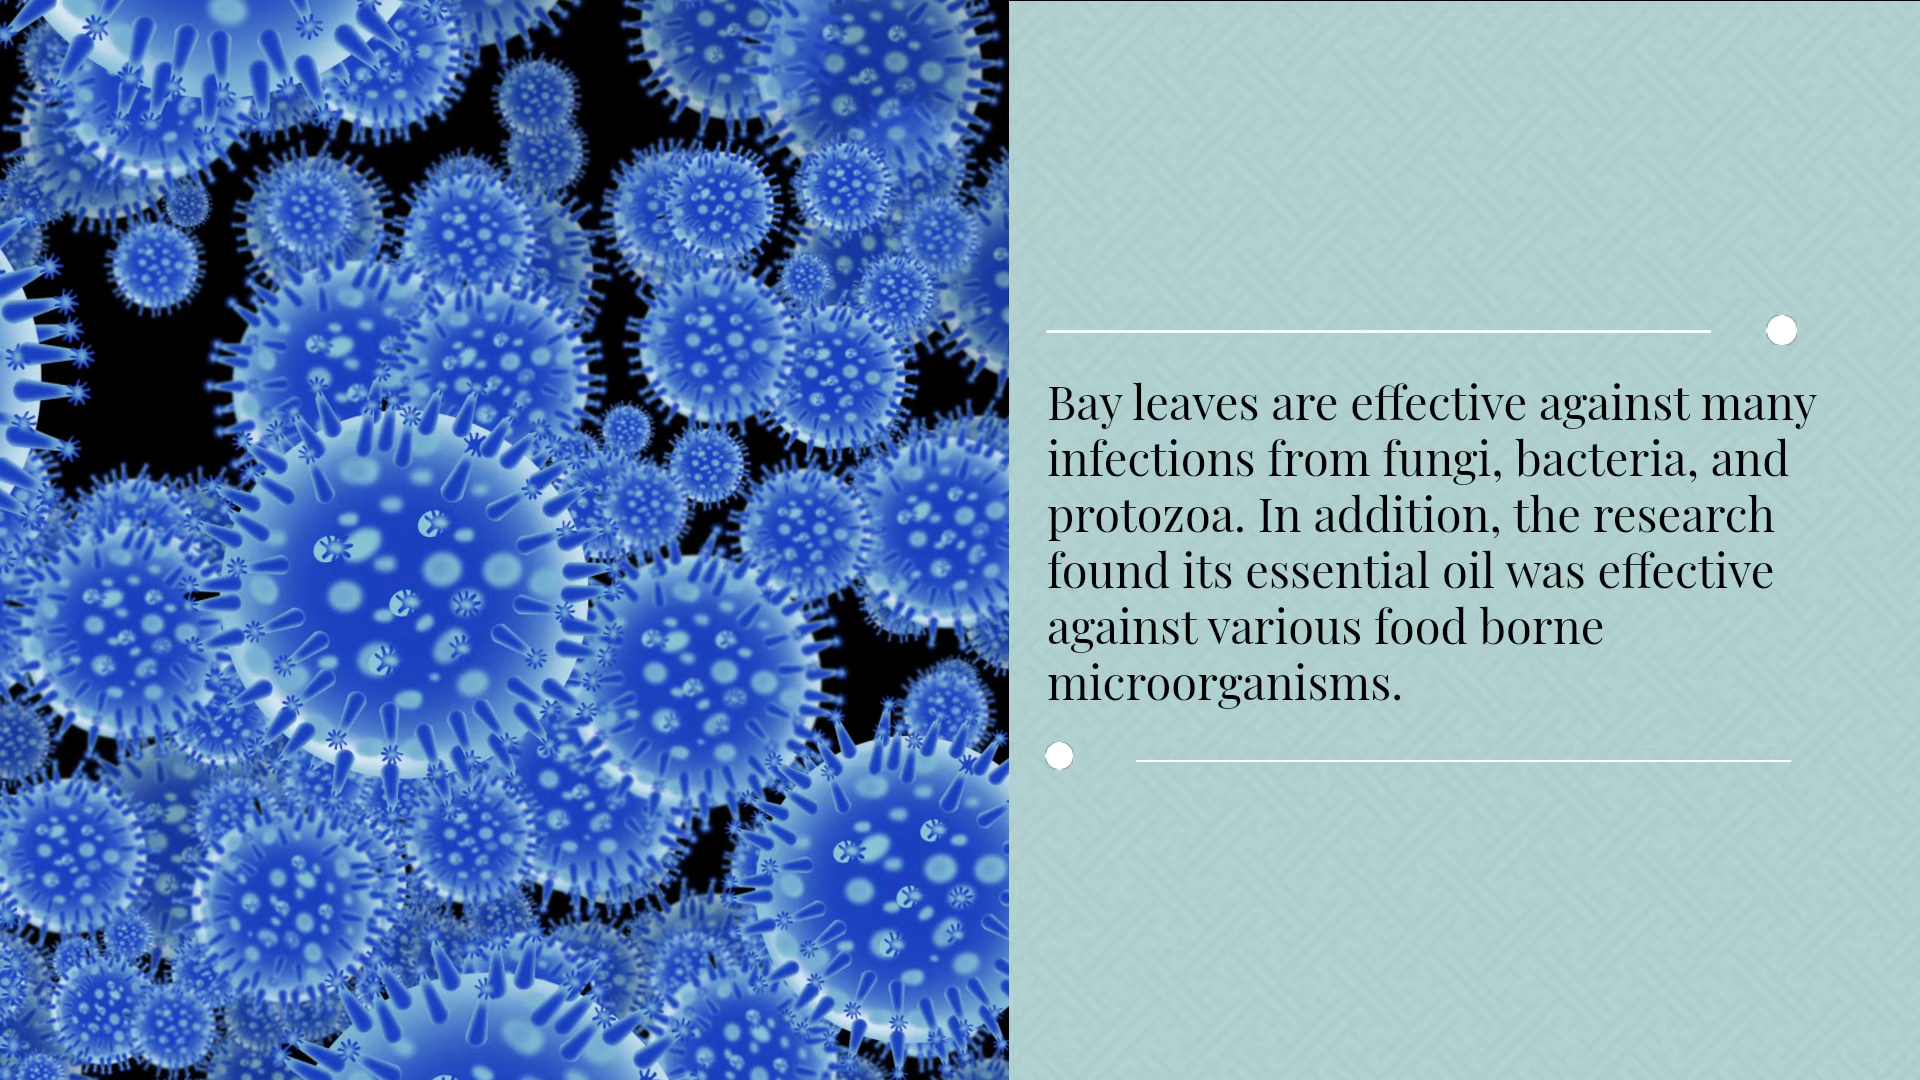 Bay leaves are effective against many
infections from fungi, bacteria, and
protozoa. In addition, the research
found its essential oil was effective
against various food borne
microorganisms.